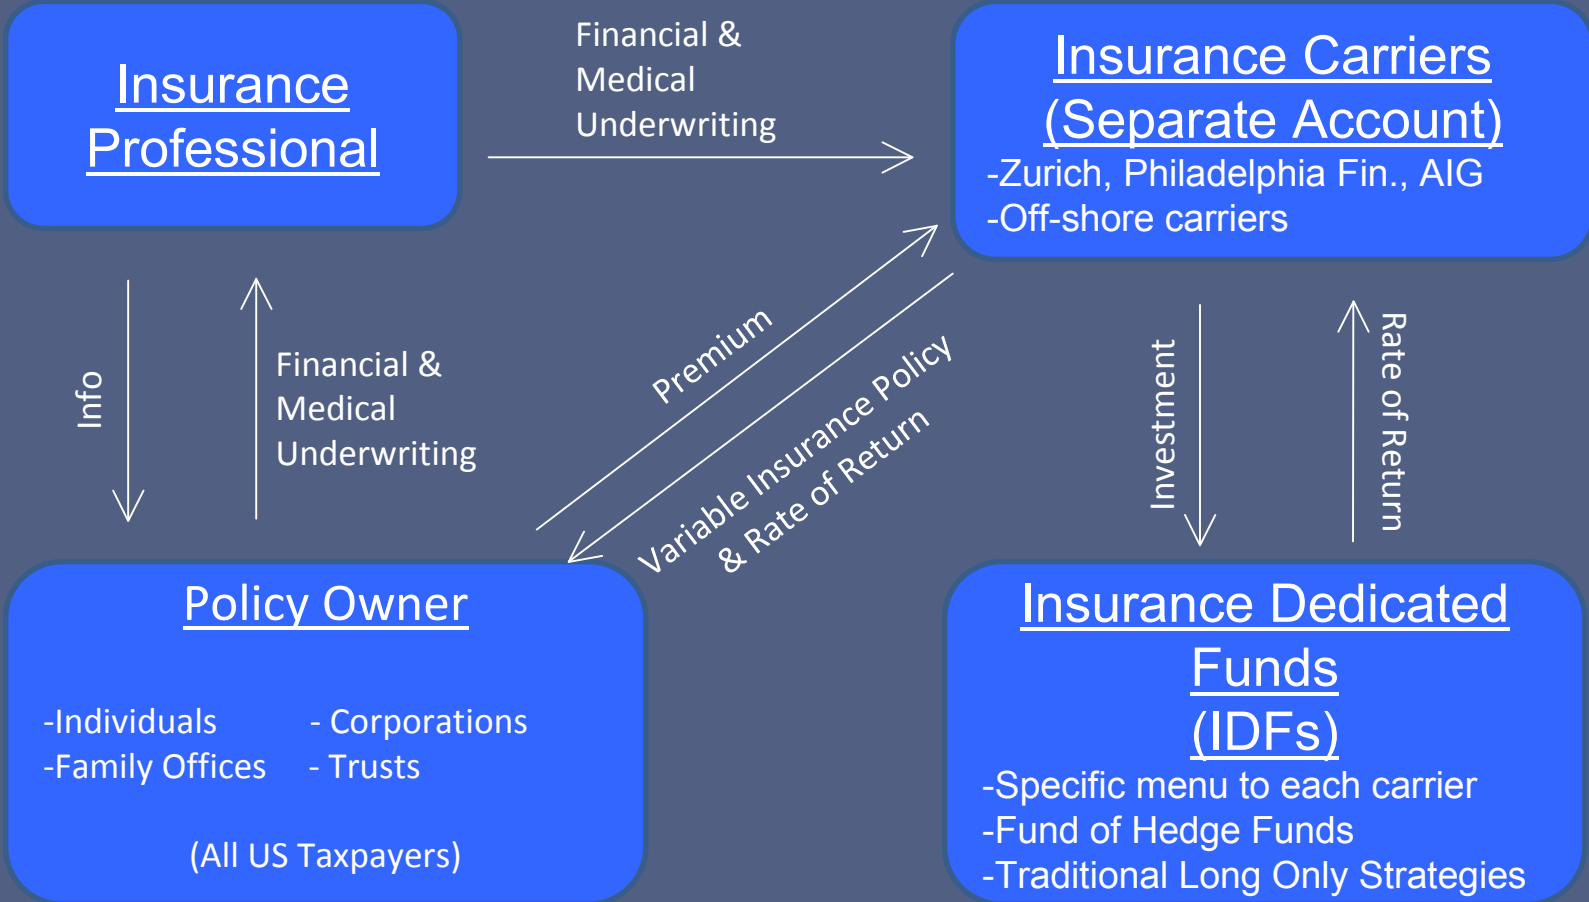 Insurance
Professional
Financial &
Medical
Underwriting
Insurance Carriers
(Separate Account)
-Zurich, Philadelphia Fin., AIG
-Off-shore carriers
Info
Financial &
Medical
Underwriting
Premium
Variable Insurance Policy
& Rate of Return
Investment
Rate of Return
Policy Owner
-Individuals - Corporations
-Family Offices - Trusts
(All US Taxpayers)
Insurance Dedicated
Funds
(IDFs)
-Specific menu to each carrier
-Fund of Hedge Funds
-Traditional Long Only Strategies